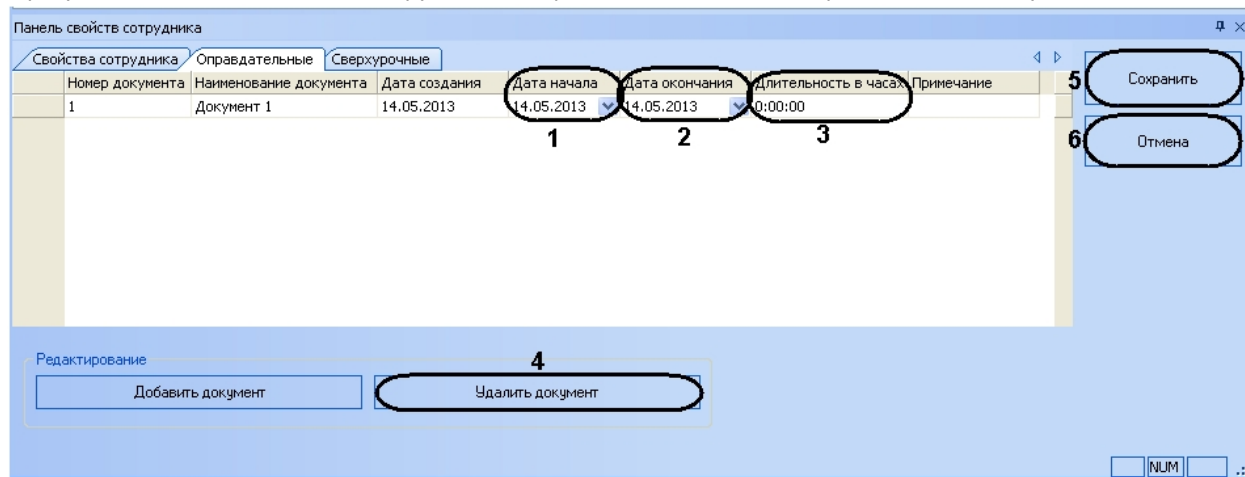 Панель свойств сотрудника
Свойства сотрудника Оправдательные Сверхурочные
Номер документа Наименование документа Дата создания Дата начала Дата окончания Длительность в часах Примечание
1 Документ 1 14.05.2013 14.05.2013 14.05.2013 0:00:00
1 2 3
5 Сохранить
6 Отмена
Редактирование
4
Добавить документ Удалить документ
NUM